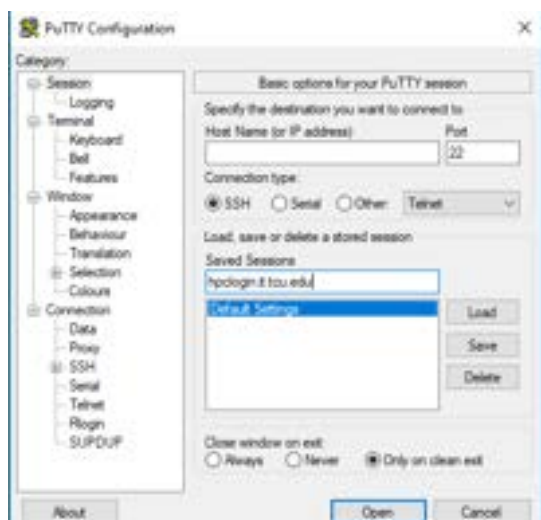 PuTTY Configuration
Category:
Session
Logging
Terminal
Keyboard
Bell
Features
Window
Appearance
Behaviour
Translation
Selection
Colours
Connection
Data
Proxy
SSH
Serial
Telnet
Rlogin
SUPDUP
Basic options for your PuTTY session
Specify the destination you want to connect to
Host Name (or IP address) Port
22
Connection type:
SSH Serial Other Telnet
Load, save or delete a stored session
Saved Sessions
hpclogin.it.tcu.edu
Default Settings
Load
Save
Delete
Close window on exit:
Always Never Only on clean exit
About Open Cancel